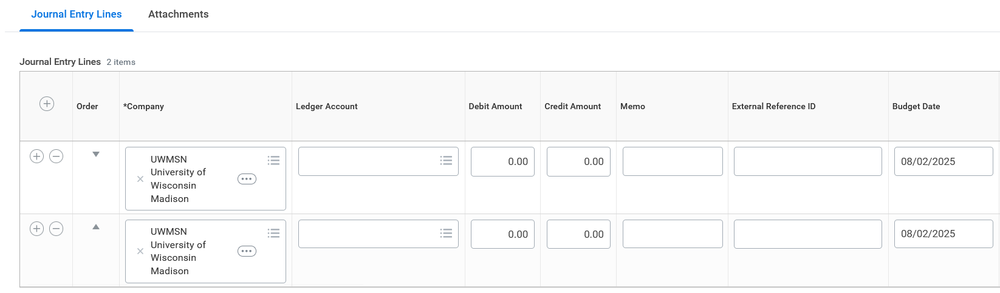 Journal Entry Lines Attachments
Journal Entry Lines 2 items
Order *Company Ledger Account Debit Amount Credit Amount Memo External Reference ID Budget Date
UWMSN
University of
Wisconsin
Madison
0.00 0.00 08/02/2025
UWMSN
University of
Wisconsin
Madison
0.00 0.00 08/02/2025